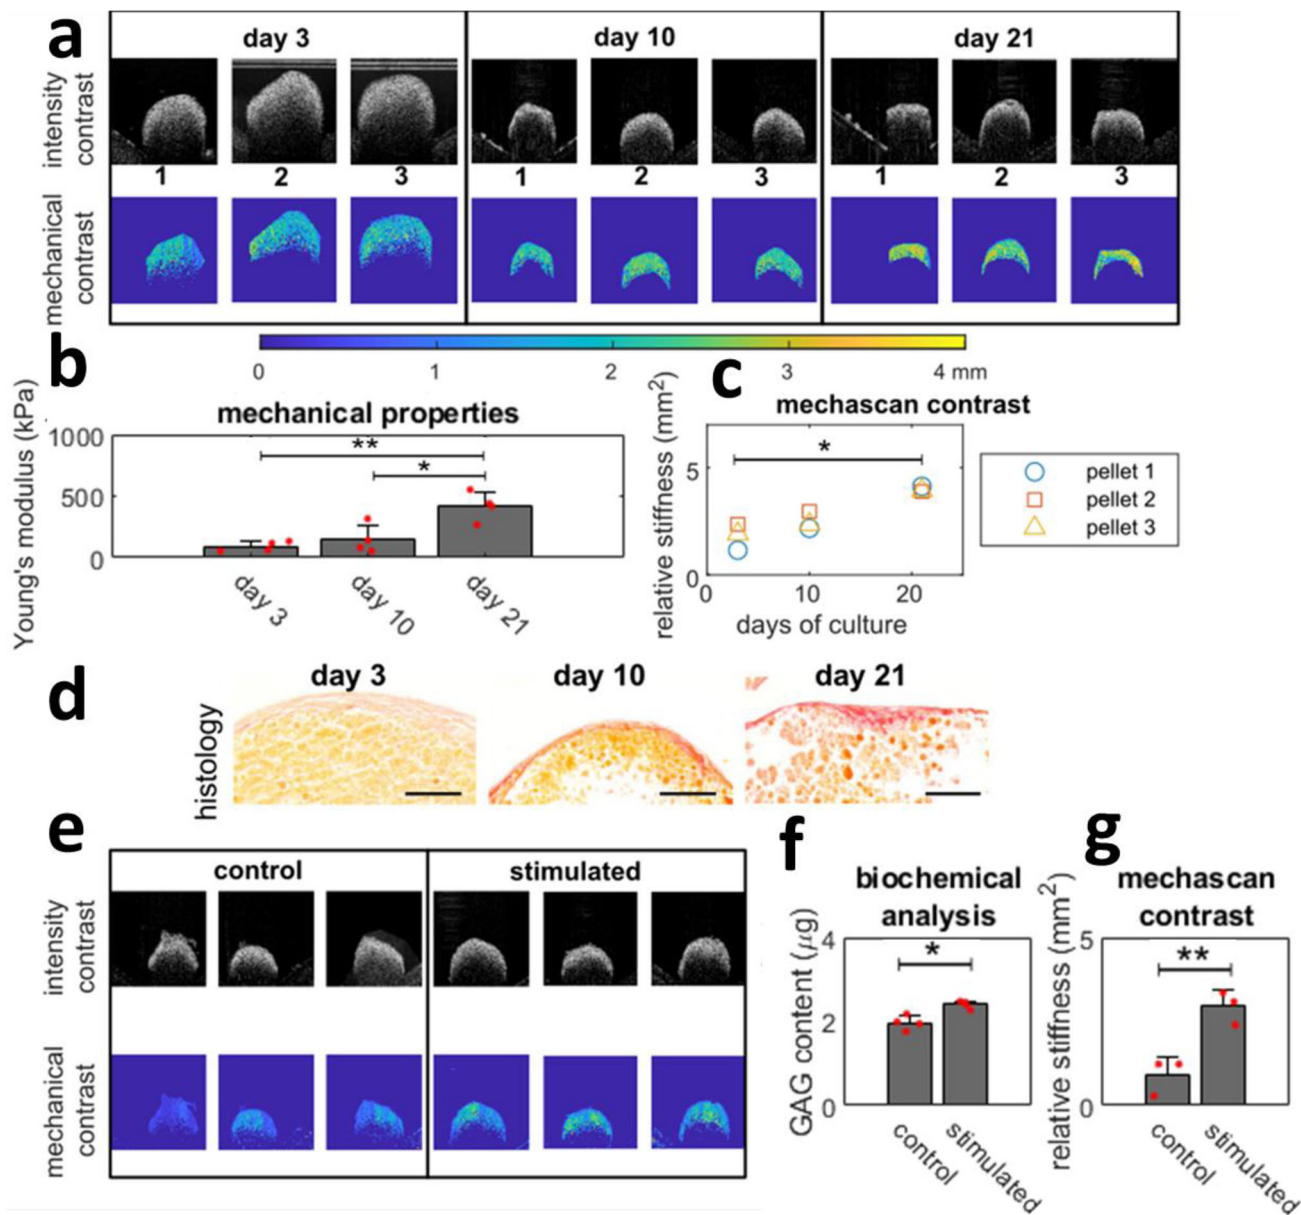 a
day 3
day 10
day 21
intensity
contrast
1 2 3 1 2 3 1 2 3
mechanical
contrast
0 1 2 3 4 mm
b
mechanical properties
Young's modulus (kPa)
1000
**
*
500
0
day 3
day 10
day 21
c
mechascan contrast
relative stiffness (mm²)
*
5
0
0 10 20
days of culture
pellet 1
pellet 2
pellet 3
d
day 3
day 10
day 21
histology
e
control
stimulated
intensity
contrast
mechanical
contrast
f
biochemical
analysis
GAG content (μg)
4
*
2
0
control
stimulated
g
mechascan
contrast
relative stiffness (mm²)
5
**
0
control
stimulated